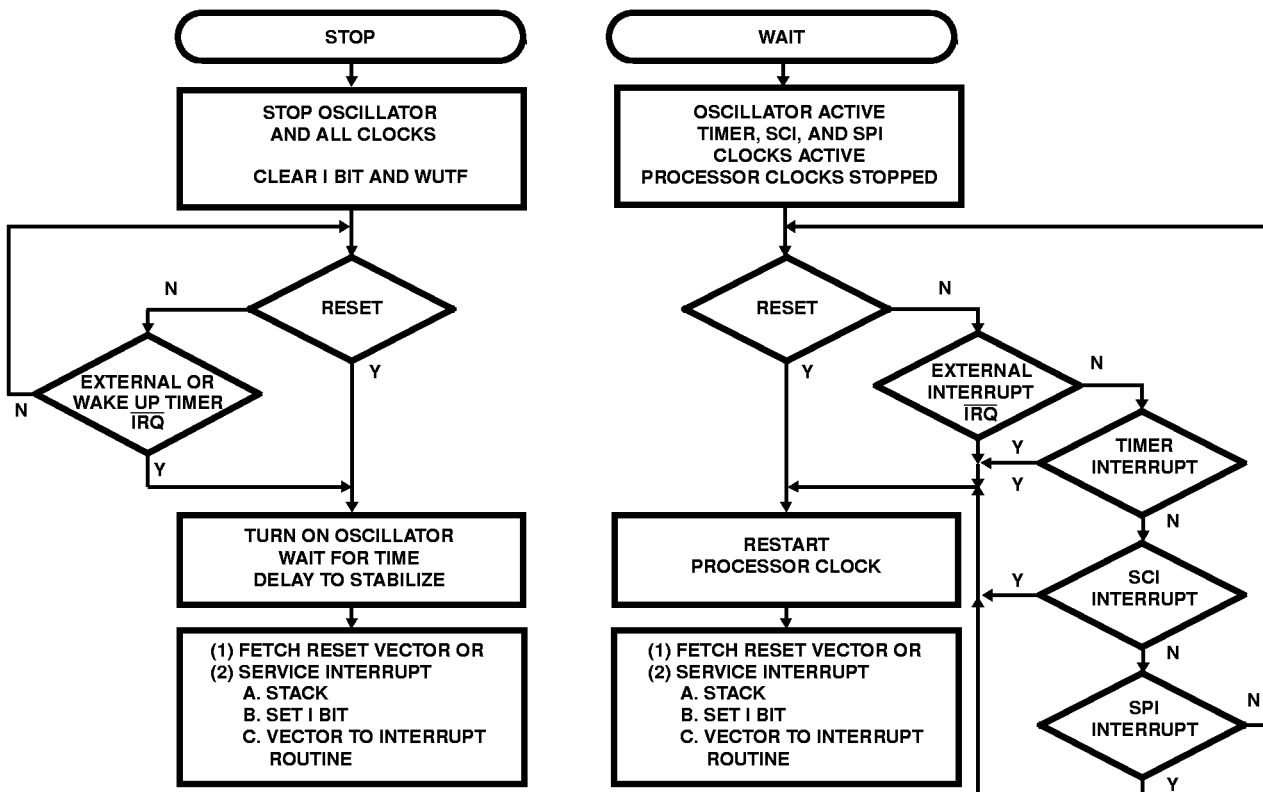 STOP
STOP OSCILLATOR
AND ALL CLOCKS
CLEAR I BIT AND WUTF
RESET
N
Y
EXTERNAL OR
WAKE UP TIMER
IRQ
N
Y
TURN ON OSCILLATOR
WAIT FOR TIME
DELAY TO STABILIZE
(1) FETCH RESET VECTOR OR
(2) SERVICE INTERRUPT
A. STACK
B. SET I BIT
C. VECTOR TO INTERRUPT
ROUTINE
WAIT
OSCILLATOR ACTIVE
TIMER, SCI, AND SPI
CLOCKS ACTIVE
PROCESSOR CLOCKS STOPPED
RESET
N
Y
EXTERNAL
INTERRUPT
IRQ
N
Y
TIMER
INTERRUPT
Y
N
SCI
INTERRUPT
Y
N
SPI
INTERRUPT
N
Y
RESTART
PROCESSOR CLOCK
(1) FETCH RESET VECTOR OR
(2) SERVICE INTERRUPT
A. STACK
B. SET I BIT
C. VECTOR TO INTERRUPT
ROUTINE